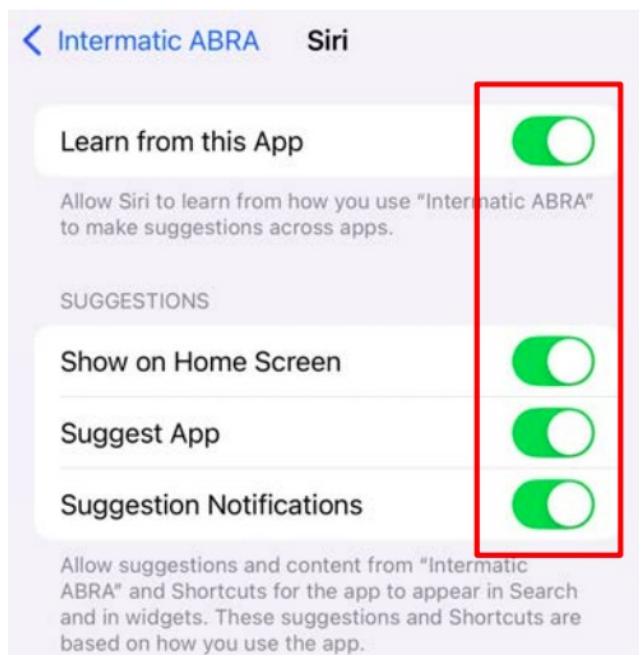 Intermatic ABRA Siri
Learn from this App
Allow Siri to learn from how you use "Intermatic ABRA"
to make suggestions across apps.
SUGGESTIONS
Show on Home Screen
Suggest App
Suggestion Notifications
Allow suggestions and content from "Intermatic
ABRA" and Shortcuts for the app to appear in Search
and in widgets. These suggestions and Shortcuts are
based on how you use the app.